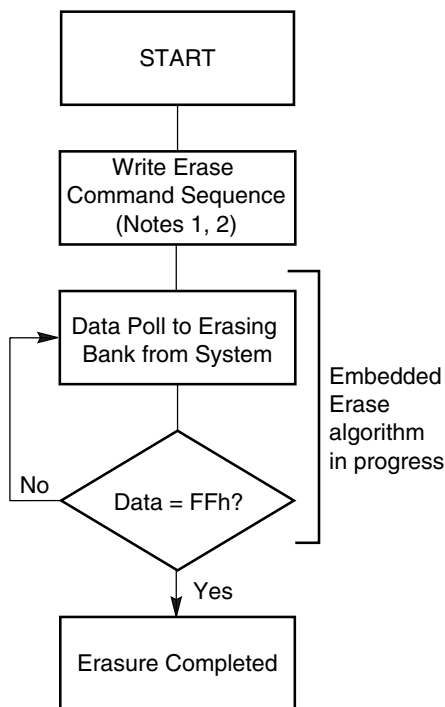 START
Write Erase
Command Sequence
(Notes 1, 2)
Data Poll to Erasing
Bank from System
Embedded
Erase
algorithm
in progress
No
Data = FFh?
Yes
Erasure Completed